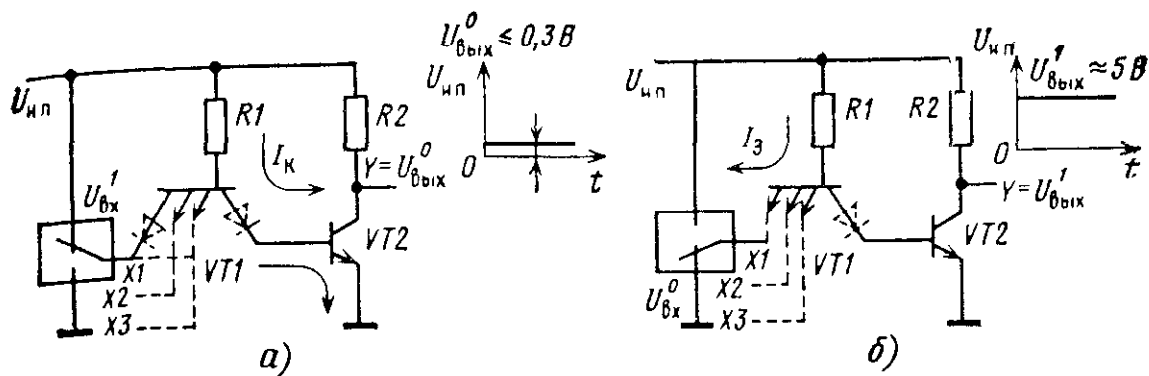 U⁰вых ≤ 0,3 В
Uип
Uип
R1
R2
Iк
0
t
Y = U⁰вых
U¹вх
X1
VT1
VT2
X2
X3
а)
Uип
U¹вых ≈ 5 В
Uип
R1
R2
Iэ
0
t
Y = U¹вых
X1
VT1
VT2
X2
U⁰вх
X3
б)